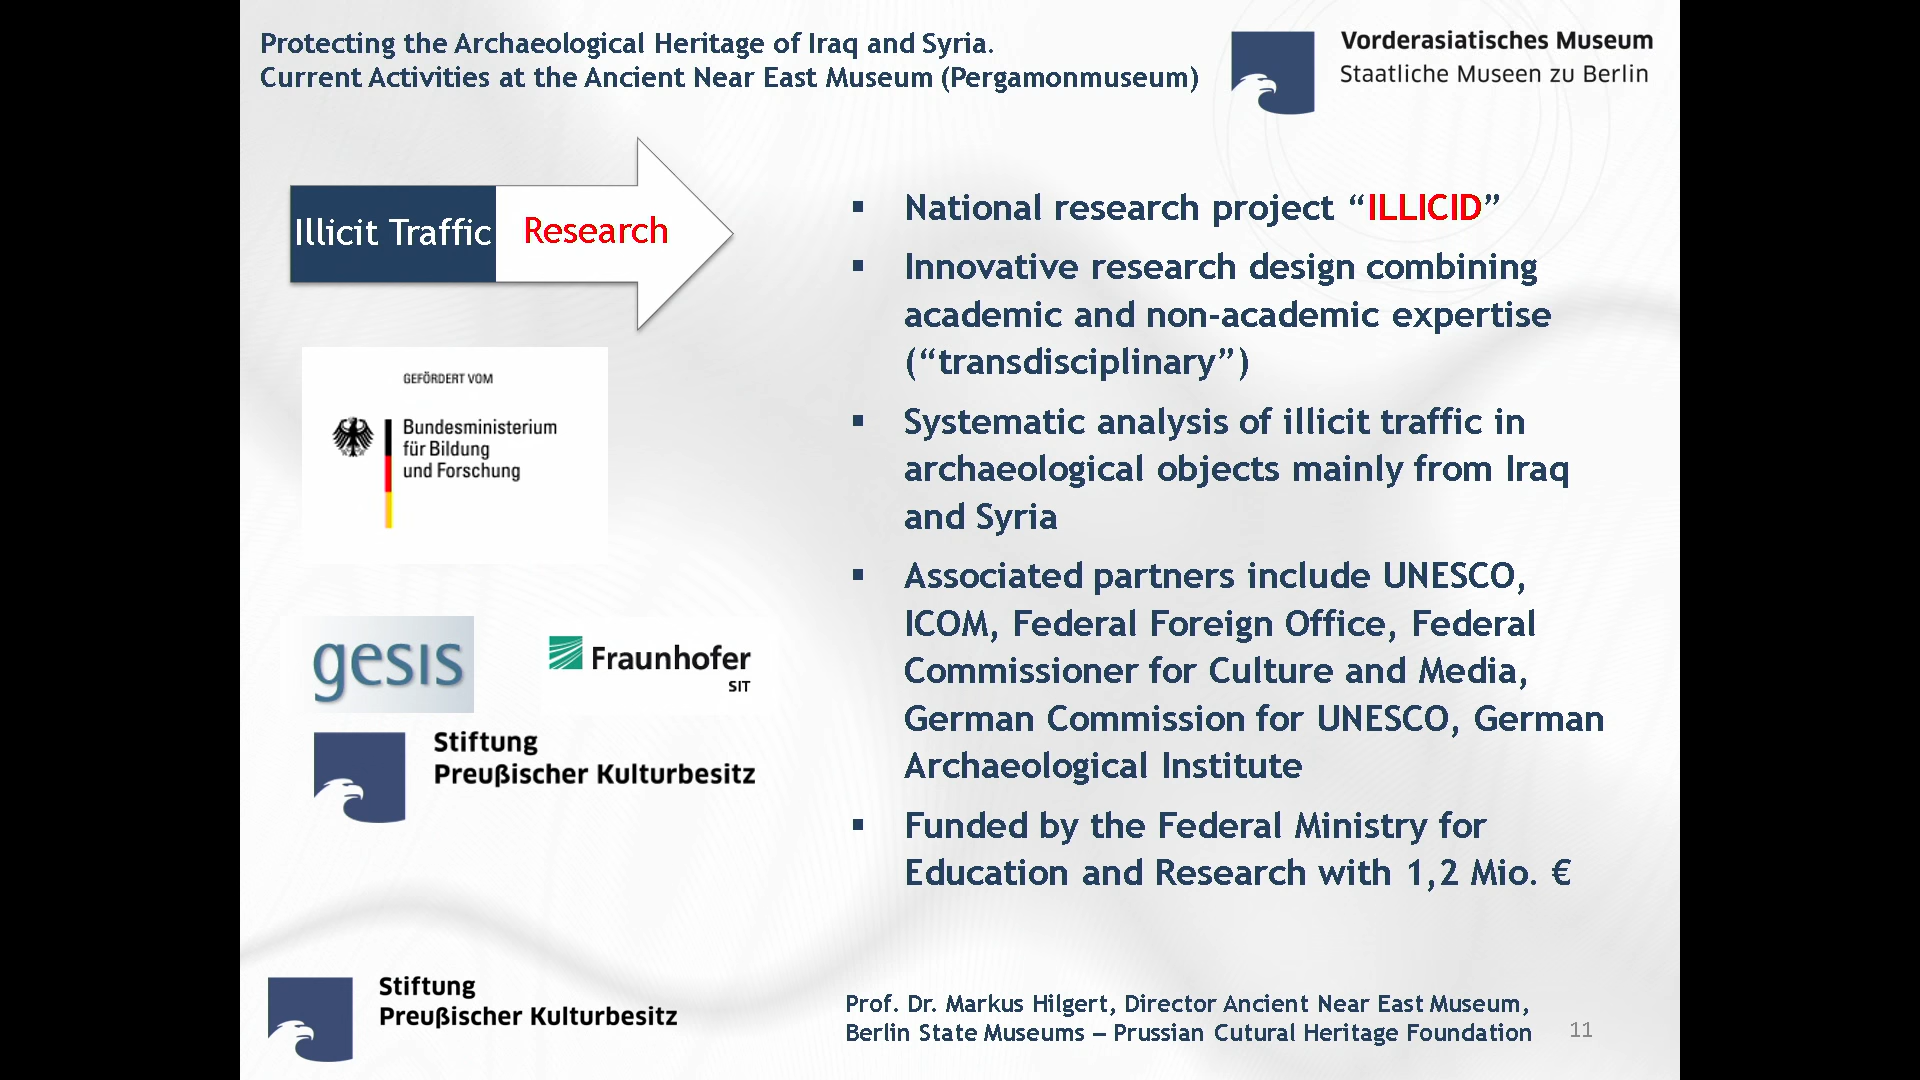 Protecting the Archaeological Heritage of Iraq and Syria.
Current Activities at the Ancient Near East Museum (Pergamonmuseum)
Vorderasiatisches Museum
Staatliche Museen zu Berlin
Illicit Traffic
Research
GEFÖRDERT VOM
Bundesministerium
für Bildung
und Forschung
gesis
Fraunhofer
SIT
Stiftung
Preußischer Kulturbesitz
▪ National research project “ILLICID”
▪ Innovative research design combining
academic and non-academic expertise
(“transdisciplinary”)
▪ Systematic analysis of illicit traffic in
archaeological objects mainly from Iraq
and Syria
▪ Associated partners include UNESCO,
ICOM, Federal Foreign Office, Federal
Commissioner for Culture and Media,
German Commission for UNESCO, German
Archaeological Institute
▪ Funded by the Federal Ministry for
Education and Research with 1,2 Mio. €
Stiftung
Preußischer Kulturbesitz
Prof. Dr. Markus Hilgert, Director Ancient Near East Museum,
Berlin State Museums – Prussian Cutural Heritage Foundation
11